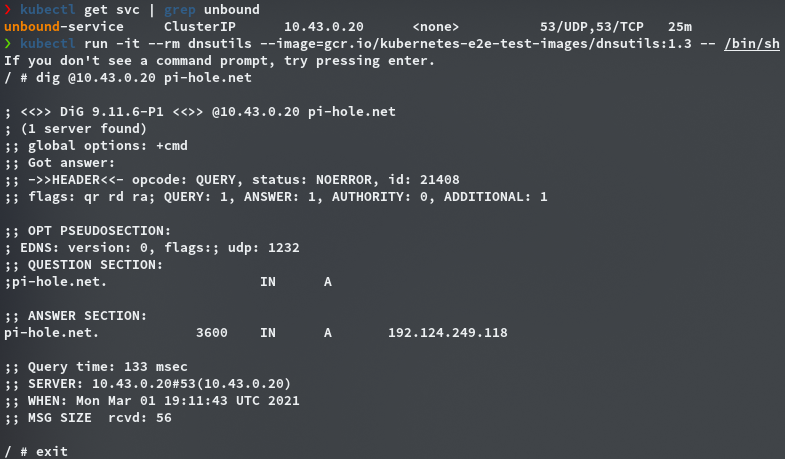 ❯ kubectl get svc | grep unbound
unbound-service     ClusterIP      10.43.0.20      <none>          53/UDP,53/TCP   25m
❯ kubectl run -it --rm dnsutils --image=gcr.io/kubernetes-e2e-test-images/dnsutils:1.3 -- /bin/sh
If you don't see a command prompt, try pressing enter.
/ # dig @10.43.0.20 pi-hole.net
; <<>> DiG 9.11.6-P1 <<>> @10.43.0.20 pi-hole.net
; (1 server found)
;; global options: +cmd
;; Got answer:
;; ->>HEADER<<- opcode: QUERY, status: NOERROR, id: 21408
;; flags: qr rd ra; QUERY: 1, ANSWER: 1, AUTHORITY: 0, ADDITIONAL: 1
;; OPT PSEUDOSECTION:
; EDNS: version: 0, flags:; udp: 1232
;; QUESTION SECTION:
;pi-hole.net.                   IN      A
;; ANSWER SECTION:
pi-hole.net.            3600    IN      A       192.124.249.118
;; Query time: 133 msec
;; SERVER: 10.43.0.20#53(10.43.0.20)
;; WHEN: Mon Mar 01 19:11:43 UTC 2021
;; MSG SIZE  rcvd: 56
/ # exit